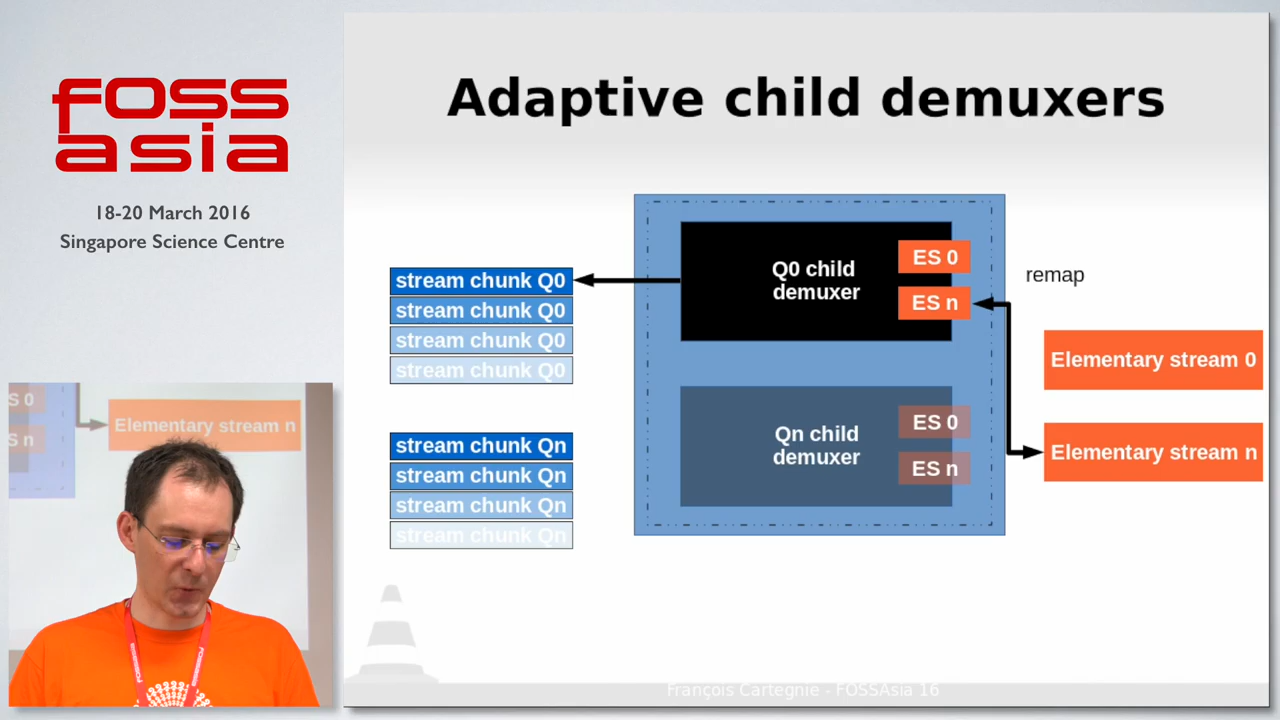 foss
asia
18-20 March 2016
Singapore Science Centre
Adaptive child demuxers
stream chunk Q0
stream chunk Q0
stream chunk Q0
stream chunk Q0
stream chunk Qn
stream chunk Qn
stream chunk Qn
stream chunk Qn
Q0 child
demuxer
ES 0
ES n
Qn child
demuxer
ES 0
ES n
remap
Elementary stream 0
Elementary stream n
S 0
S n
Elementary stream n
François Cartegnie - FOSSAsia 16